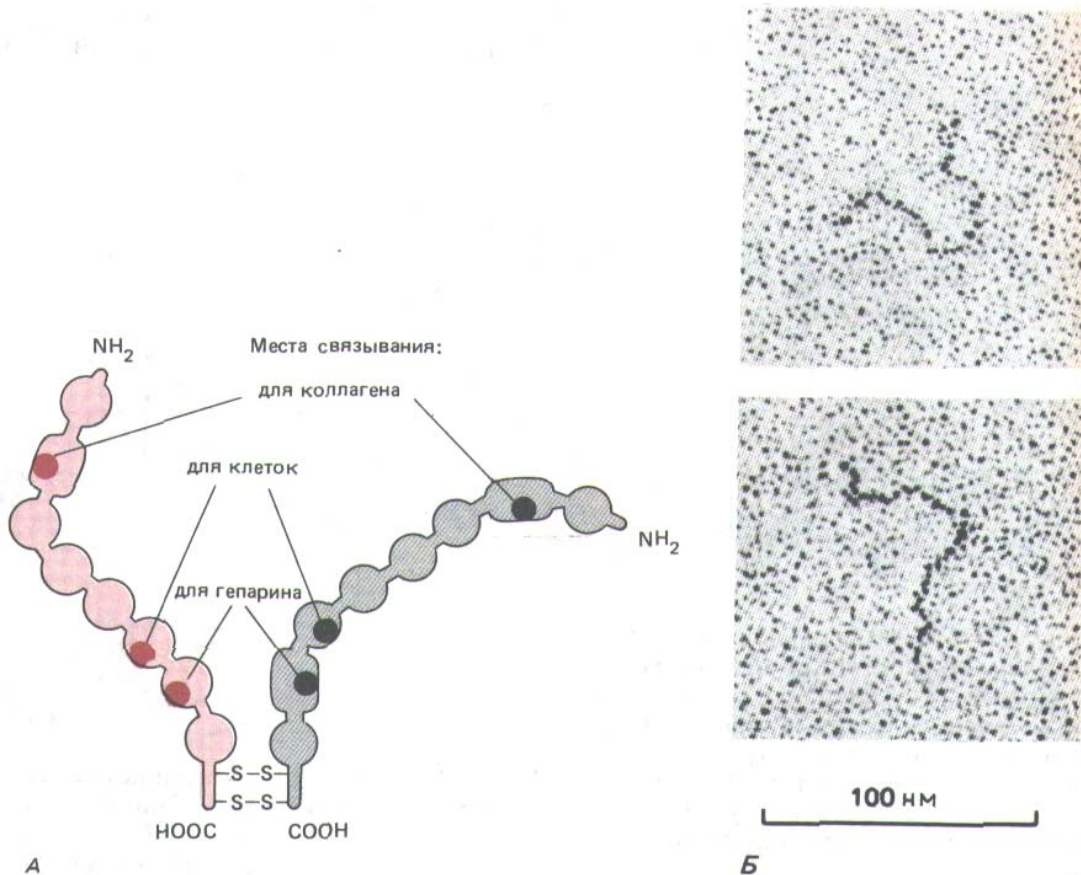 NH2
Места связывания:
для коллагена
для клеток
NH2
для гепарина
S-S
S-S
HOOC
COOH
100 нм
А
Б